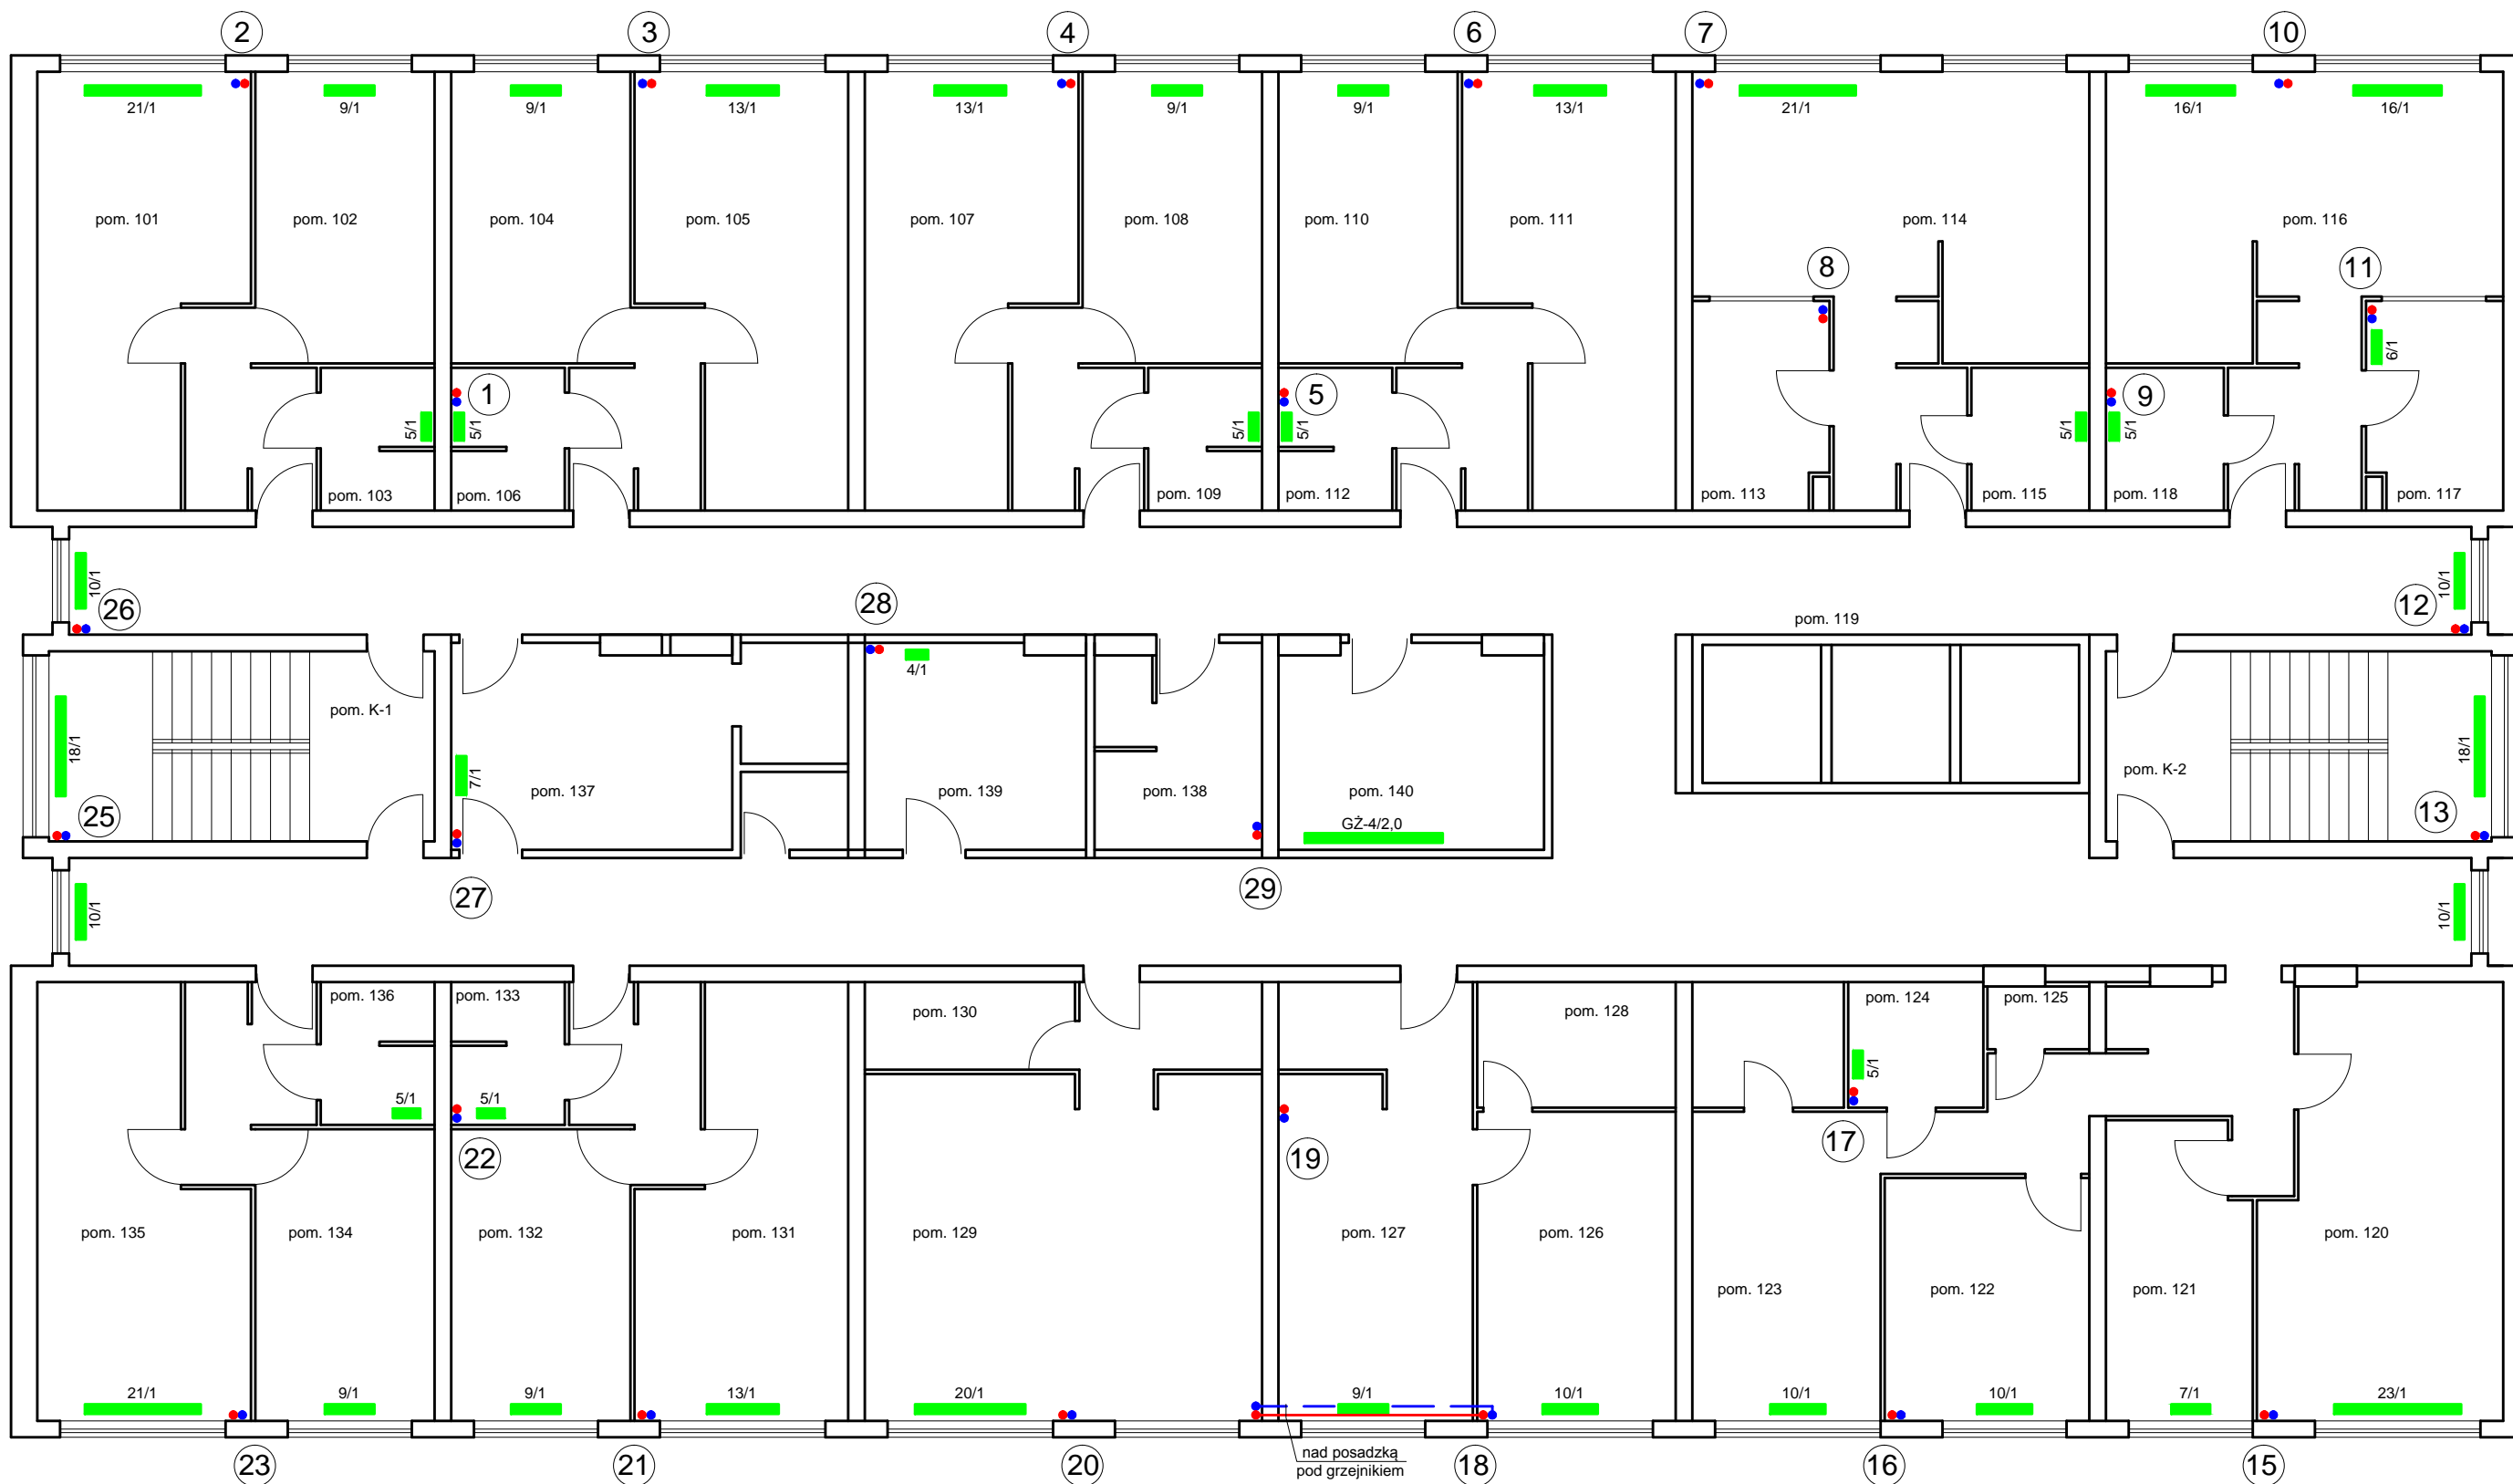 2 3 4 6 7 10
21/1 9/1 9/1 13/1 13/1 9/1 9/1 13/1 21/1 16/1 16/1
pom. 101 pom. 102 pom. 104 pom. 105 pom. 107 pom. 108 pom. 110 pom. 111 pom. 114 pom. 116
8 11
6/1
1 5 9
5/1 5/1 5/1 5/1 5/1 5/1
pom. 103 pom. 106 pom. 109 pom. 112 pom. 113 pom. 115 pom. 118 pom. 117
10/1 10/1
26 28 12
pom. 119
4/1
pom. K-1
18/1 18/1
7/1
pom. K-2
pom. 137 pom. 139 pom. 138 pom. 140
25 13
GŻ-4/2,0
27 29
10/1 10/1
pom. 136 pom. 133 pom. 130 pom. 128 pom. 124 pom. 125
5/1
5/1 5/1
22 19 17
pom. 135 pom. 134 pom. 132 pom. 131 pom. 129 pom. 127 pom. 126 pom. 120
pom. 123 pom. 122 pom. 121
21/1 9/1 9/1 13/1 20/1 9/1 10/1 10/1 10/1 7/1 23/1
nad posadzką
pod grzejnikiem
23 21 20 18 16 15